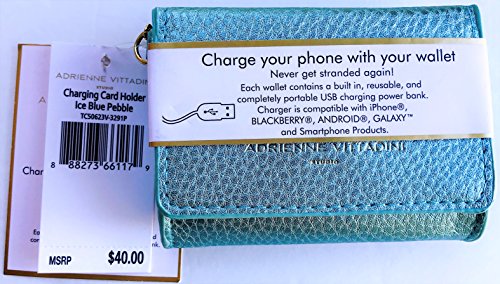 ADRIENNE VITTADINI
STUDIO
Charging Card Holder
Ice Blue Pebble
TC50623V-3291P
8 88273 66117 9
MSRP $40.00
Charge your phone with your wallet
Never get stranded again!
Each wallet contains a built in, reusable, and
completely portable USB charging power bank.
Charger is compatible with iPhone®,
BLACKBERRY®, ANDROID®, GALAXY™
and Smartphone Products.
ADRIENNE VITTADINI
STUDIO
Char